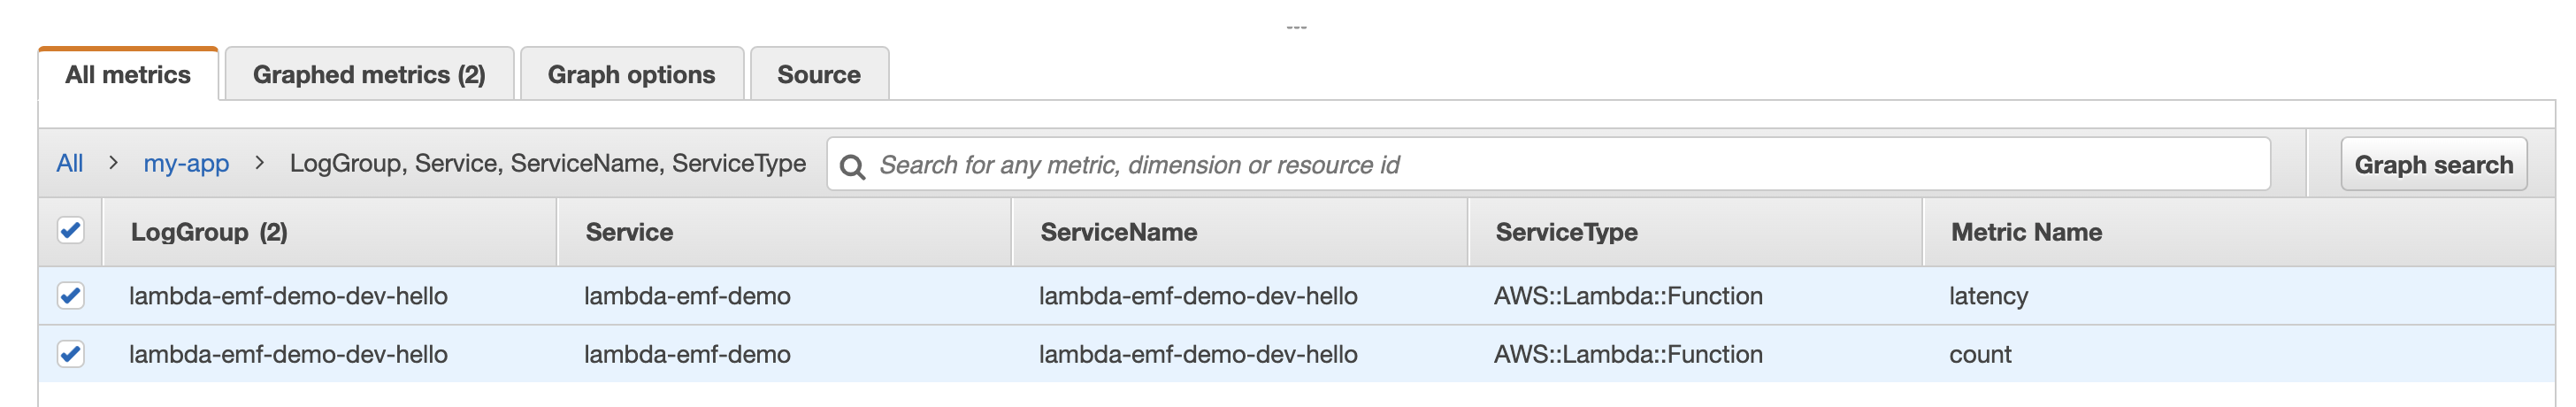 ---
All metrics Graphed metrics (2) Graph options Source
All > my-app > LogGroup, Service, ServiceName, ServiceType Search for any metric, dimension or resource id Graph search
LogGroup (2) Service ServiceName ServiceType Metric Name
lambda-emf-demo-dev-hello lambda-emf-demo lambda-emf-demo-dev-hello AWS::Lambda::Function latency
lambda-emf-demo-dev-hello lambda-emf-demo lambda-emf-demo-dev-hello AWS::Lambda::Function count